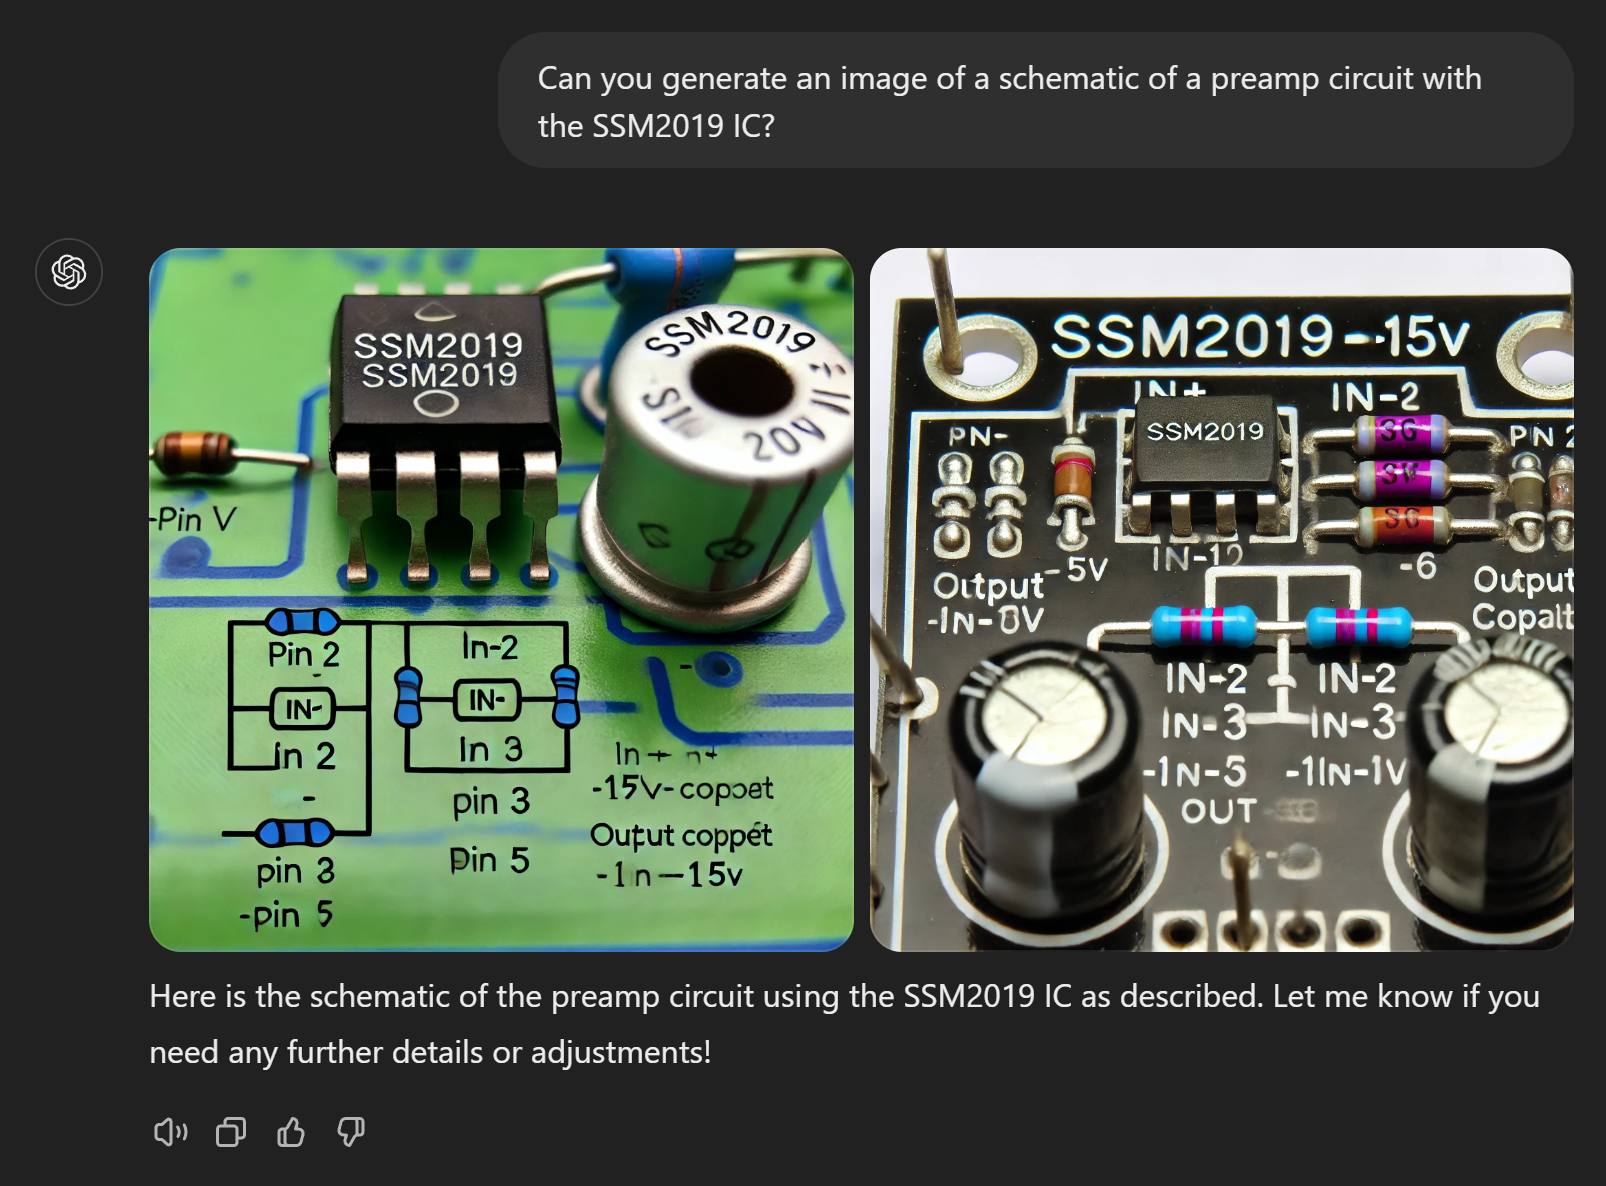 Can you generate an image of a schematic of a preamp circuit with
the SSM2019 IC?
SSM2019
SSM2019
SSM2019
20V
-Pin V
Pin 2
IN-
in 2
-
pin 3
-pin 5
In-2
IN-
In 3
pin 3
Pin 5
In +
-15V-
Output coppét
-1n-15v
SSM2019--15v
IN+
IN-2
PN-
SSM2019
SG
SG
PN 2
IN-12
-5V
-6
Output
Output
-IN-0V
Copalt
IN-2
IN-2
IN-3
IN-3
-1N-5
-1IN-1V
OUT
Here is the schematic of the preamp circuit using the SSM2019 IC as described. Let me know if you
need any further details or adjustments!